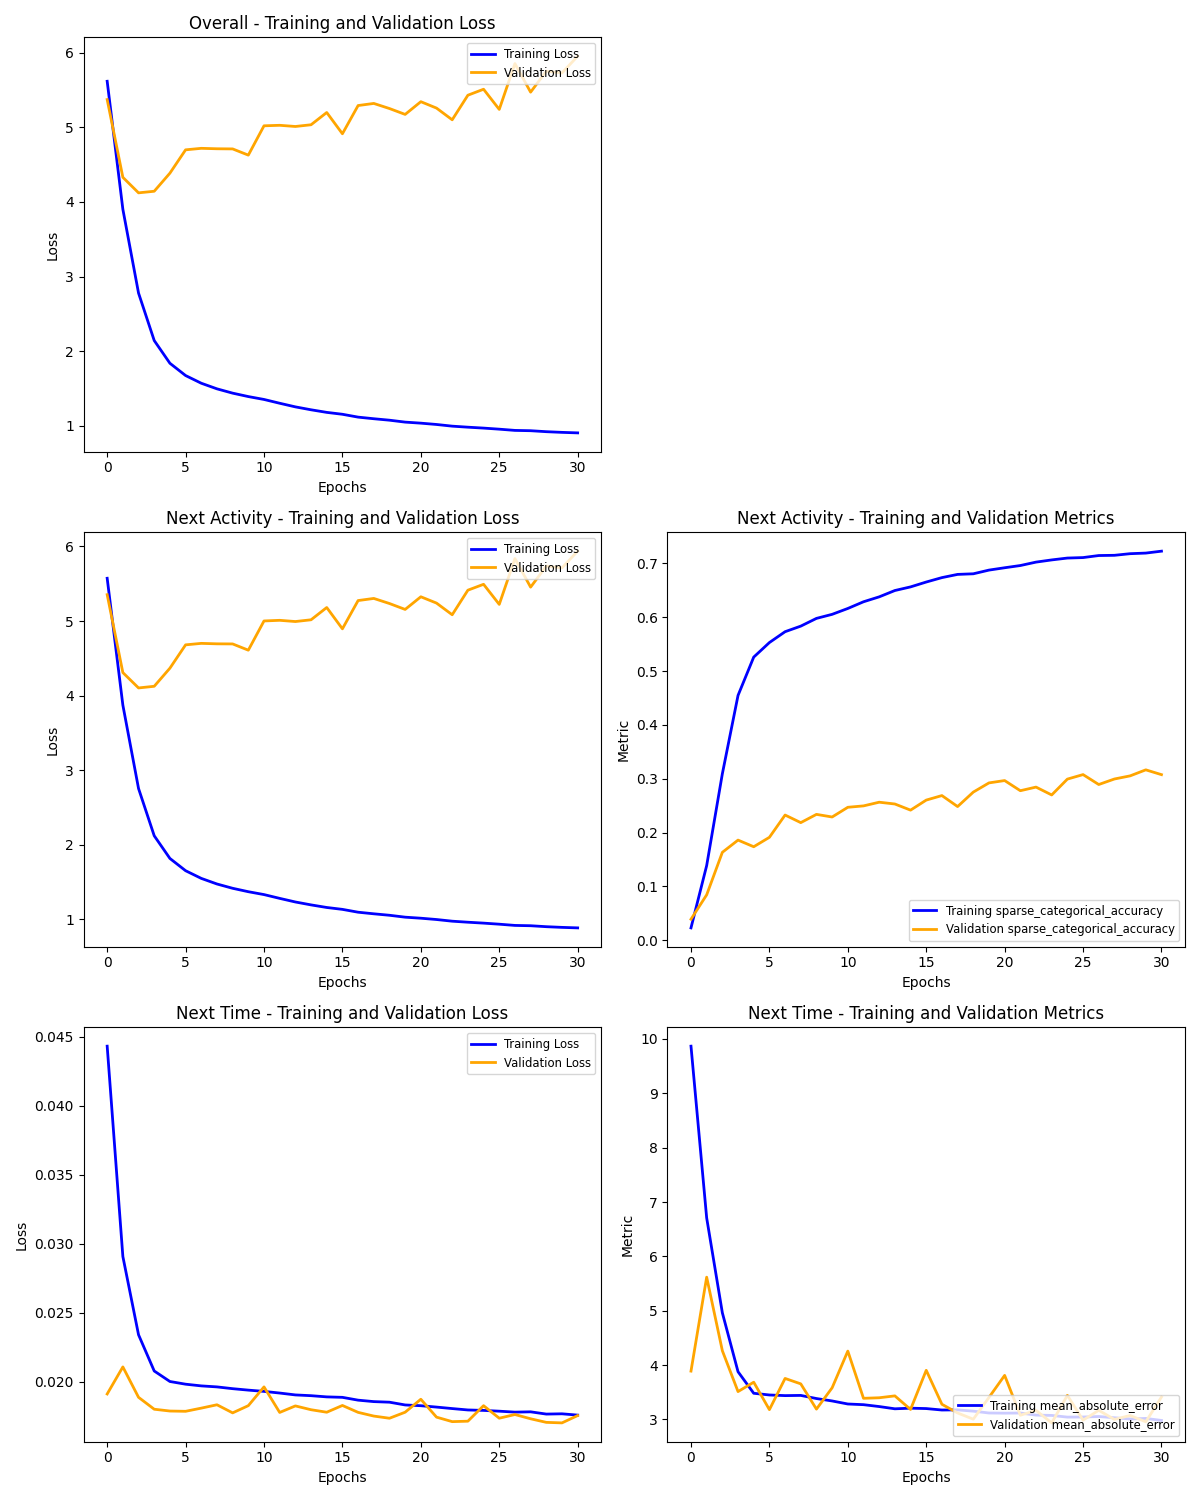 Overall - Training and Validation Loss
6
5
4
3
2
1
Loss
Training Loss
Validation Loss
0 5 10 15 20 25 30
Epochs
Next Activity - Training and Validation Loss
6
5
4
3
2
1
Loss
Training Loss
Validation Loss
0 5 10 15 20 25 30
Epochs
Next Activity - Training and Validation Metrics
0.7
0.6
0.5
0.4
0.3
0.2
0.1
0.0
Metric
Training sparse_categorical_accuracy
Validation sparse_categorical_accuracy
0 5 10 15 20 25 30
Epochs
Next Time - Training and Validation Loss
0.045
0.040
0.035
0.030
0.025
0.020
Loss
Training Loss
Validation Loss
0 5 10 15 20 25 30
Epochs
Next Time - Training and Validation Metrics
10
9
8
7
6
5
4
3
Metric
Training mean_absolute_error
Validation mean_absolute_error
0 5 10 15 20 25 30
Epochs